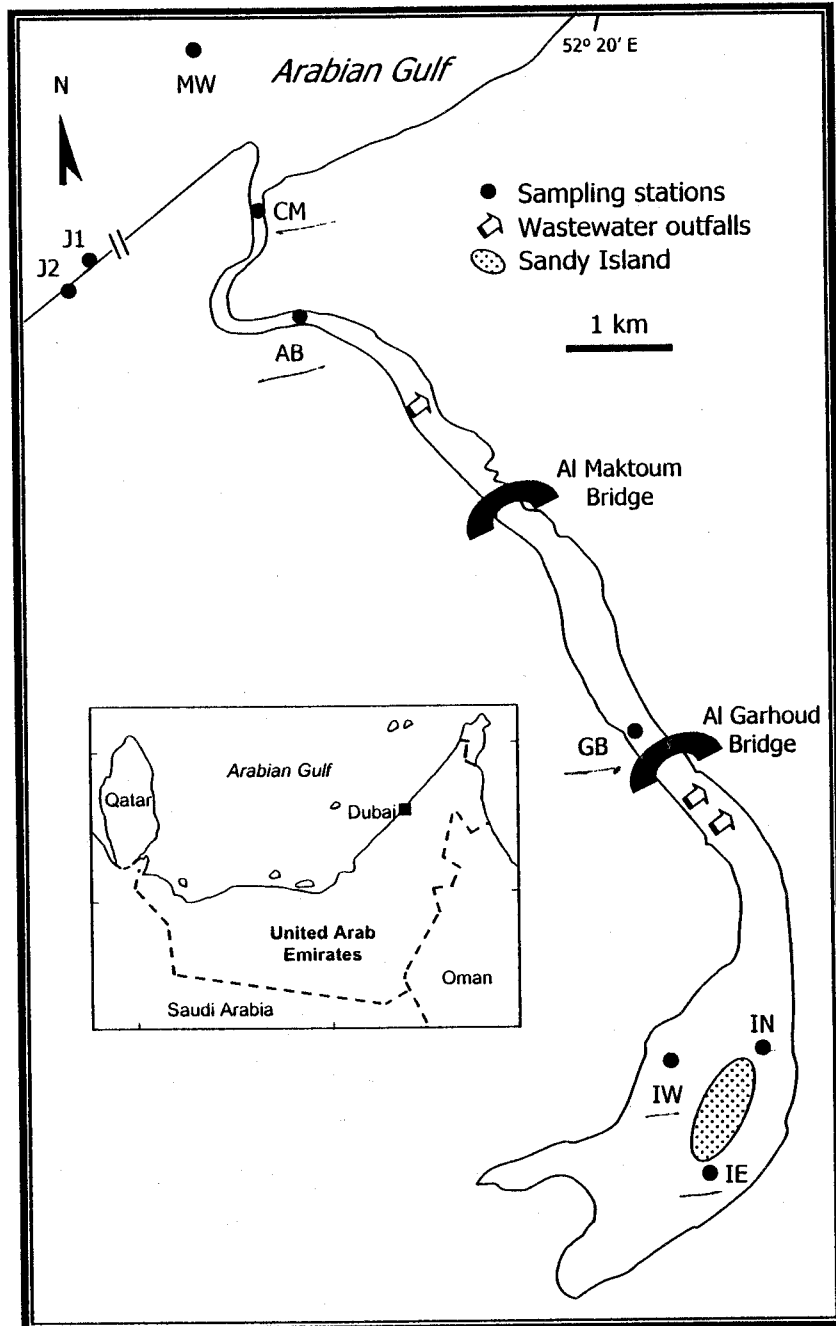 52º 20' E
Arabian Gulf
MW
N
CM
Sampling stations
Wastewater outfalls
Sandy Island
J1
J2
1 km
AB
Al Maktoum
Bridge
Al Garhoud
Bridge
GB
Arabian Gulf
Qatar
Dubai
United Arab
Emirates
Oman
Saudi Arabia
IN
IW
IE